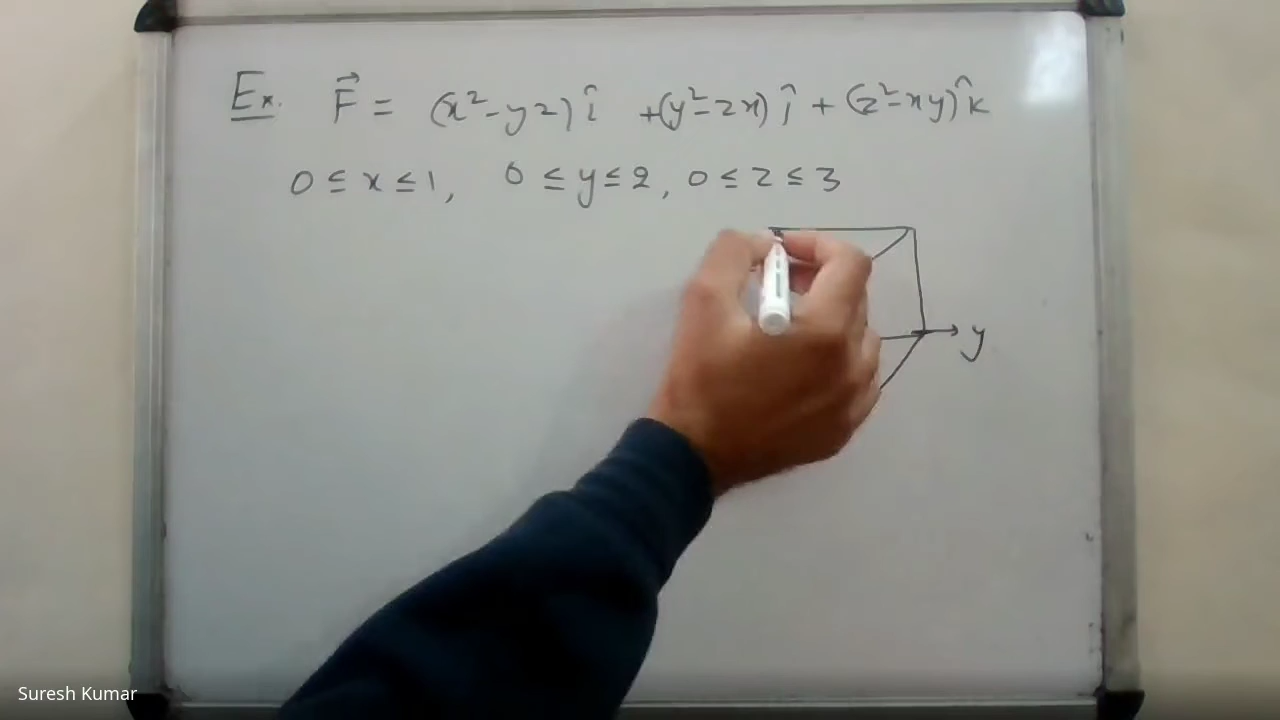 Ex. F⃗ = (x²-yz) î +(y²-zx) ĵ + (z²-xy) k̂
0 ≤ x ≤ 1, 0 ≤ y ≤ 2, 0 ≤ z ≤ 3
y
Suresh Kumar